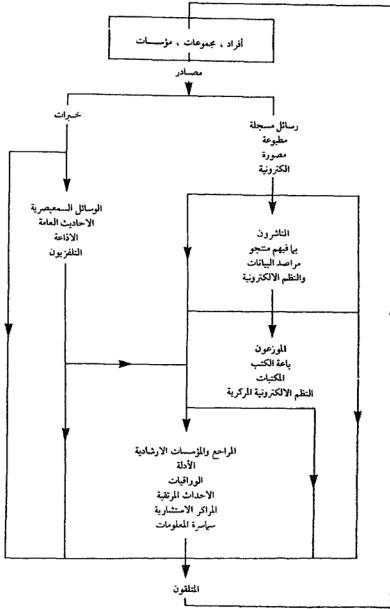 أفراد ، مجموعات ، مؤسسات
مصادر
خبرات
رسائل مسجلة
مطبوعة
مصورة
الكترونية
الوسائل السمعبصرية
الاحاديث العامة
الاذاعة
التلفزيون
الناشرون
بما فيهم منتجو
مراصد البيانات
والنظم الالكترونية
الموزعون
باعة الكتب
المكتبات
النظم الالكترونية المركزية
المراجع والمؤسسات الارشادية
الأدلة
الوراقيات
الاحداث المرتقبة
المراكز الاستشارية
سماسرة المعلومات
المتلقون